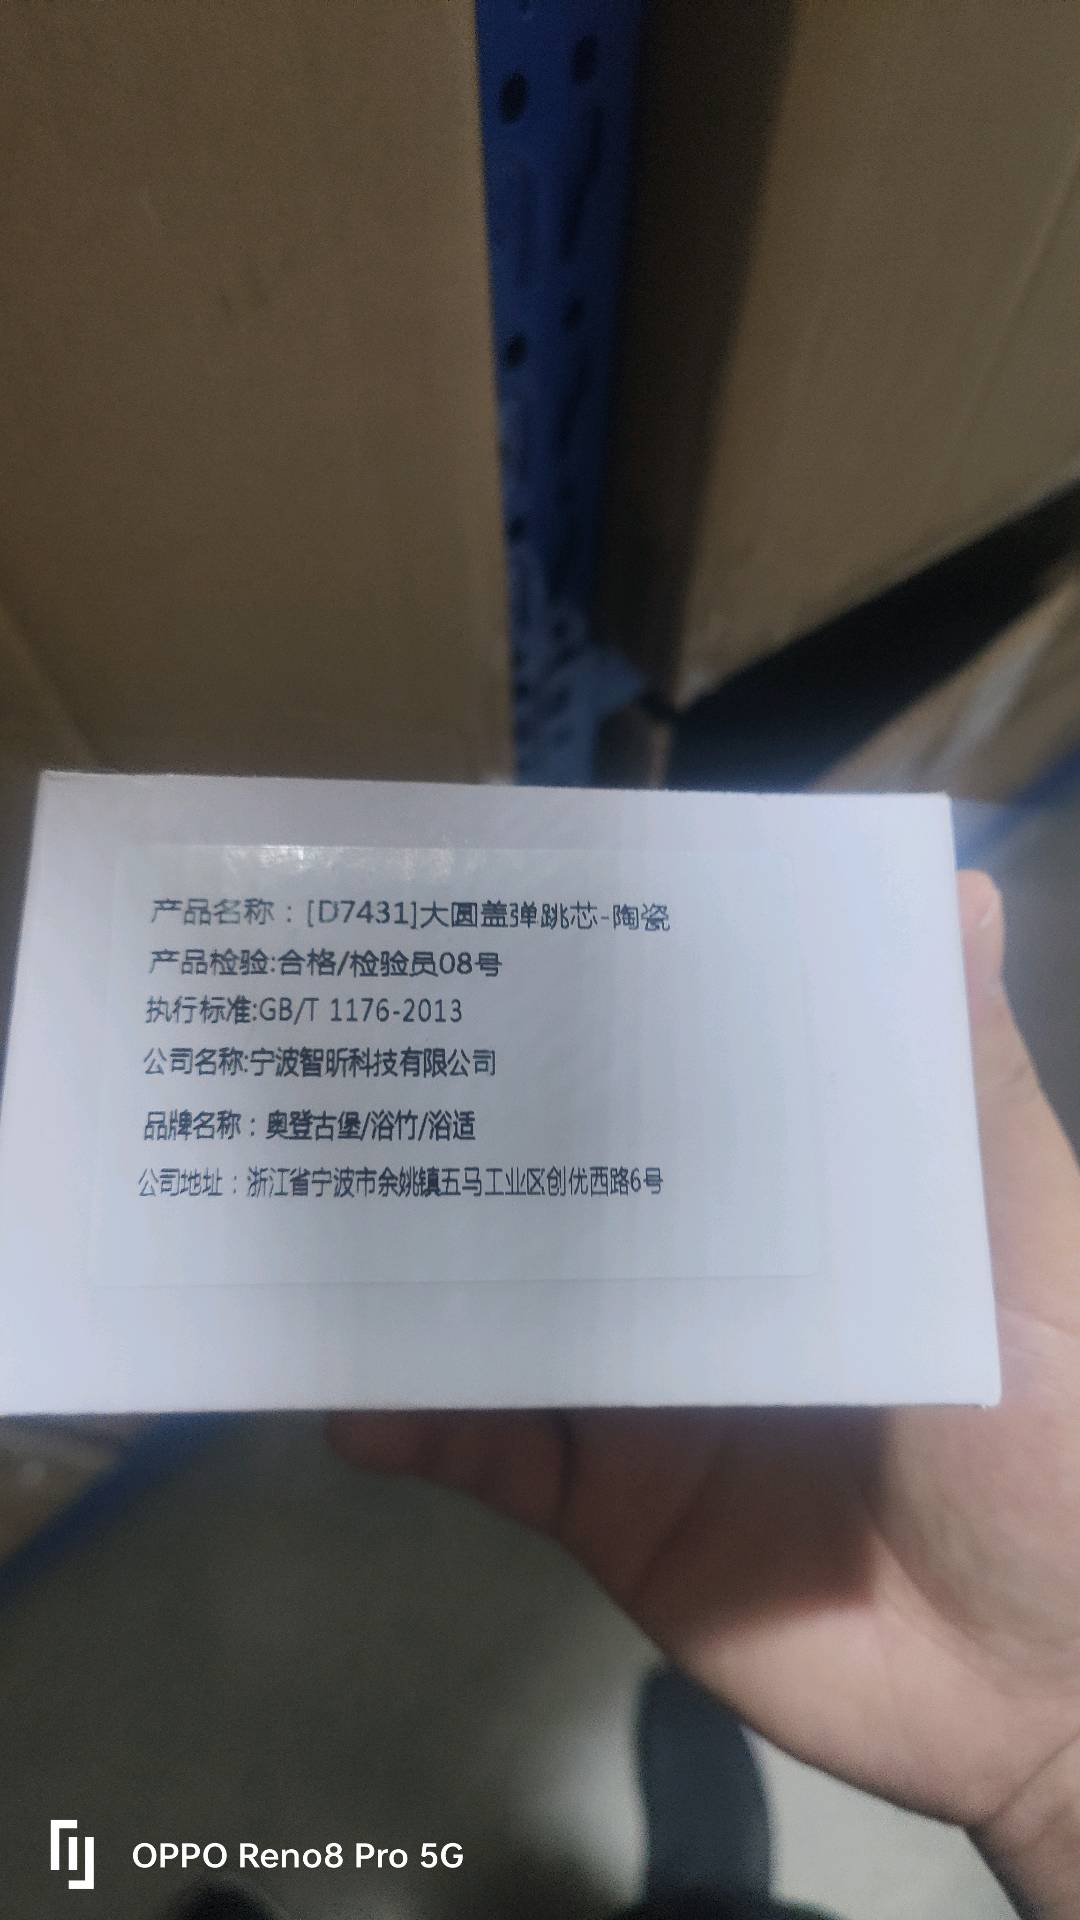 产品名称：[D7431]大圆盖弹跳芯-陶瓷
产品检验:合格/检验员08号
执行标准:GB/T 1176-2013
公司名称:宁波智昕科技有限公司
品牌名称：奥登古堡/浴竹/浴适
公司地址：浙江省宁波市余姚镇五马工业区创优西路6号
OPPO Reno8 Pro 5G